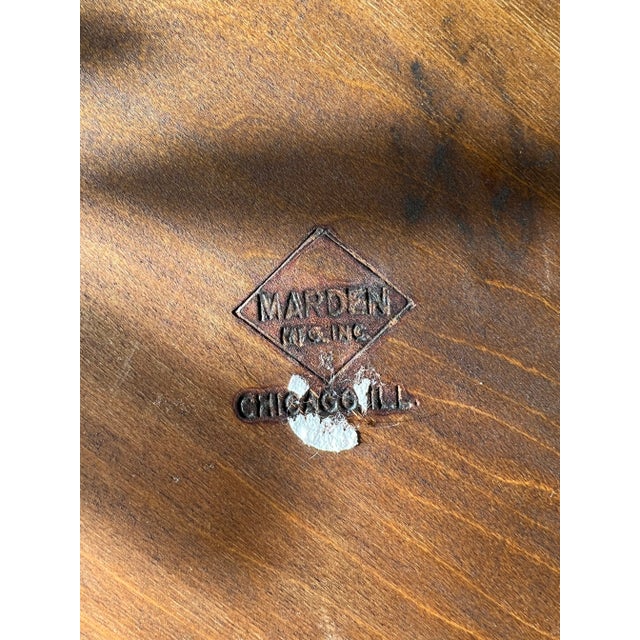 MARDEN
MFG. INC.
CHICAGO, ILL.